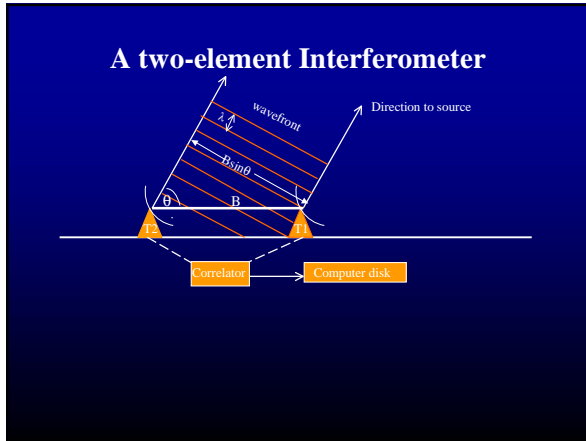 A two-element Interferometer
wavefront
Direction to source
λ
Bsinθ
θ
B
T2
T1
Correlator
Computer disk